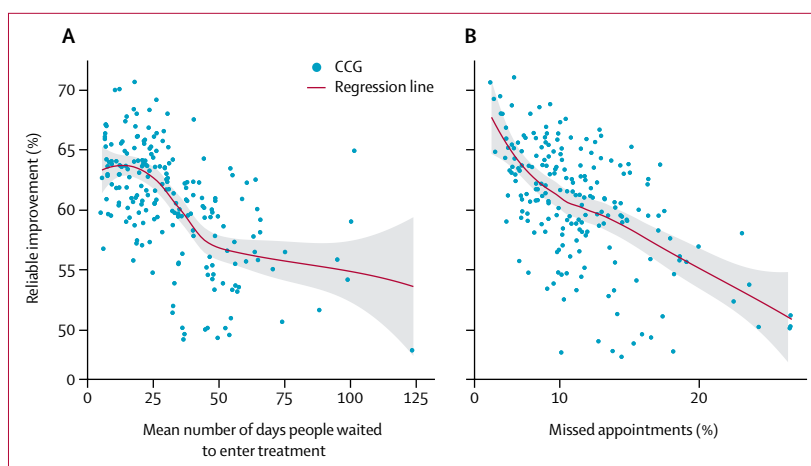 A
B
CCG
Regression line
Reliable improvement (%)
70
65
60
55
50
0
0
25
50
75
100
125
0
10
20
Mean number of days people waited
to enter treatment
Missed appointments (%)